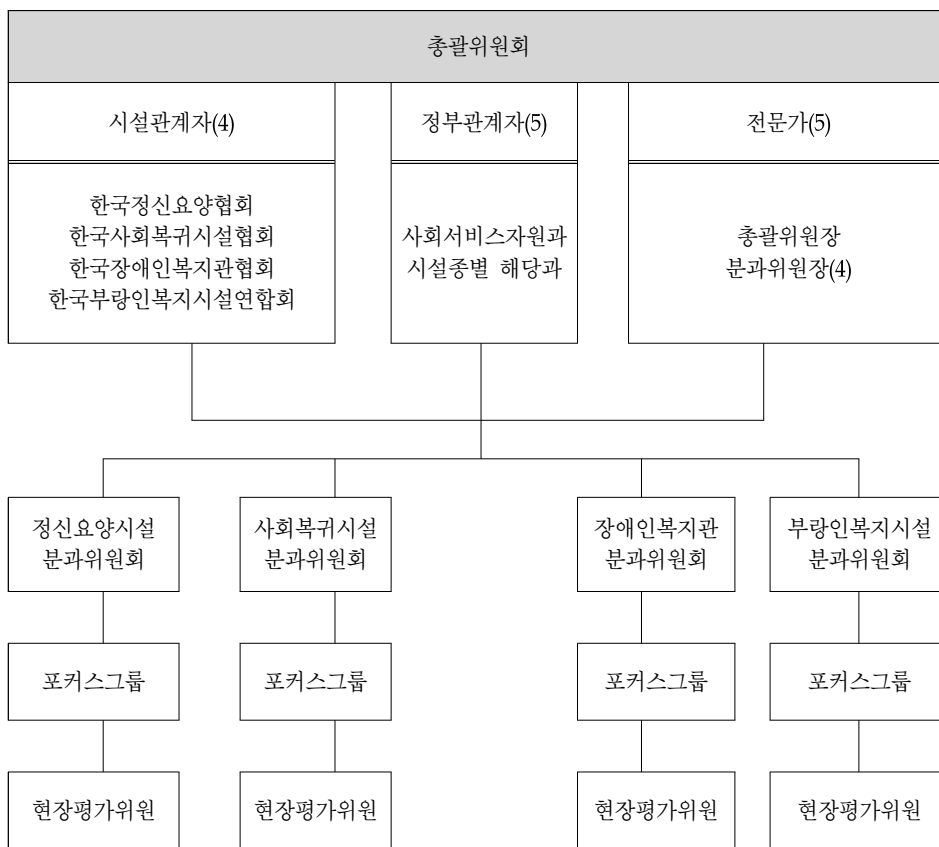 총괄위원회
시설관계자(4)
정부관계자(5)
전문가(5)
한국정신요양협회
한국사회복귀시설협회
한국장애인복지관협회
한국부랑인복지시설연합회
사회서비스자원과
시설종별 해당과
총괄위원장
분과위원장(4)
정신요양시설
분과위원회
사회복귀시설
분과위원회
장애인복지관
분과위원회
부랑인복지시설
분과위원회
포커스그룹
포커스그룹
포커스그룹
포커스그룹
현장평가위원
현장평가위원
현장평가위원
현장평가위원